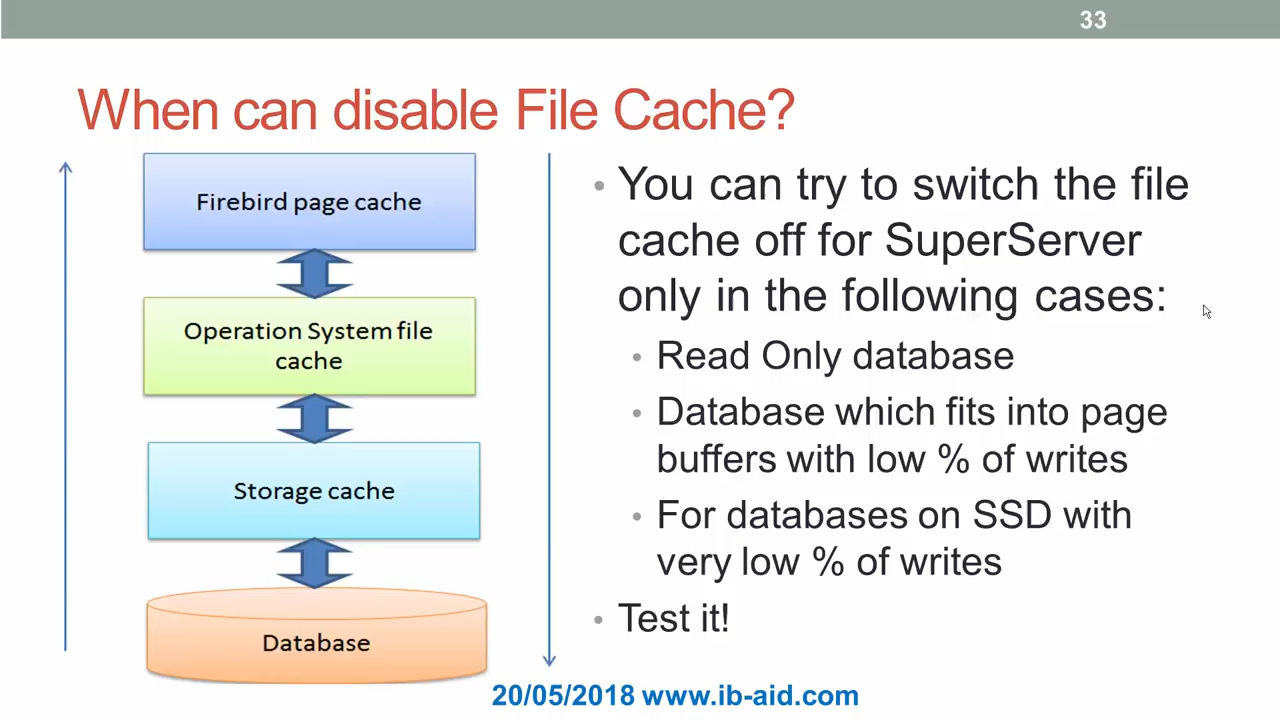 33
When can disable File Cache?
Firebird page cache
Operation System file
cache
Storage cache
Database
• You can try to switch the file
cache off for SuperServer
only in the following cases:
• Read Only database
• Database which fits into page
buffers with low % of writes
• For databases on SSD with
very low % of writes
• Test it!
20/05/2018 www.ib-aid.com